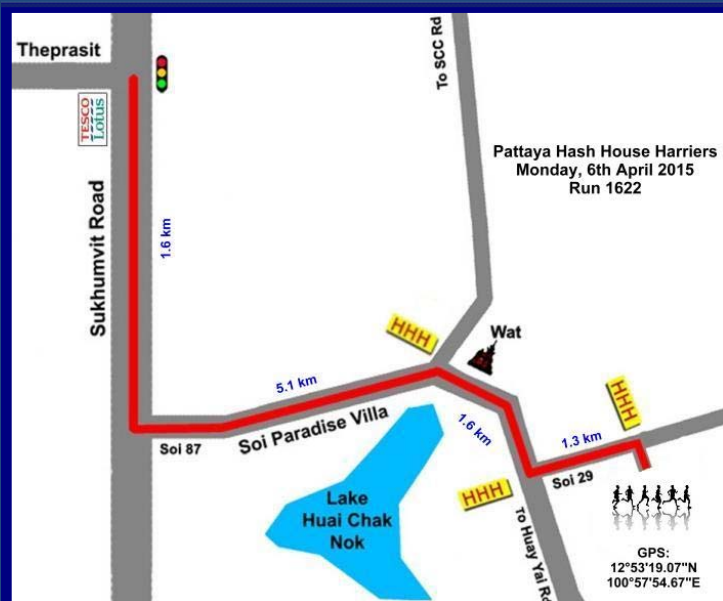 Theprasit
TESCO
Lotus
To SCC Rd
Pattaya Hash House Harriers
Monday, 6th April 2015
Run 1622
Sukhumvit Road
1.6 km
HHH
Wat
5.1 km
HHH
Soi 87
Soi Paradise Villa
1.6 km
1.3 km
Soi 29
HHH
Lake
Huai Chak
Nok
To Huay Yai Rd
GPS:
12°53'19.07"N
100°57'54.67"E